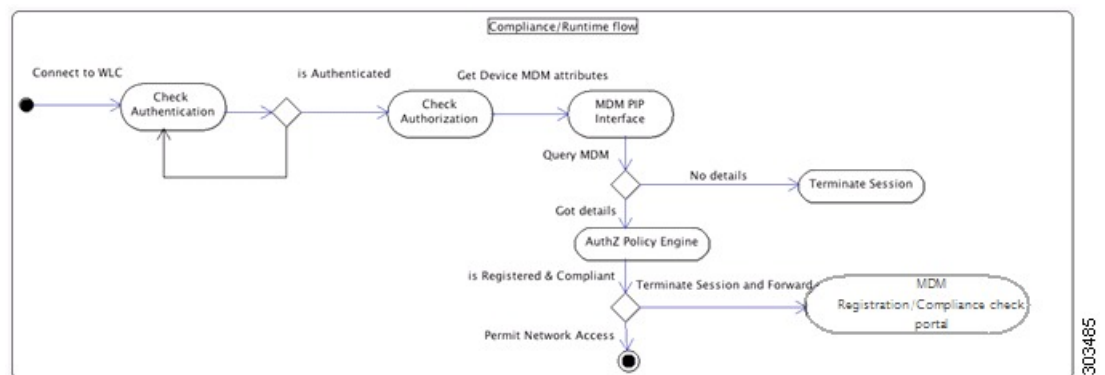 Compliance/Runtime flow
Connect to WLC
is Authenticated
Get Device MDM attributes
Check
Authentication
Check
Authorization
MDM PIP
Interface
Query MDM
No details
Terminate Session
Got details
AuthZ Policy Engine
is Registered & Compliant
Terminate Session and Forward
MDM
Registration/Compliance check
portal
Permit Network Access
303485